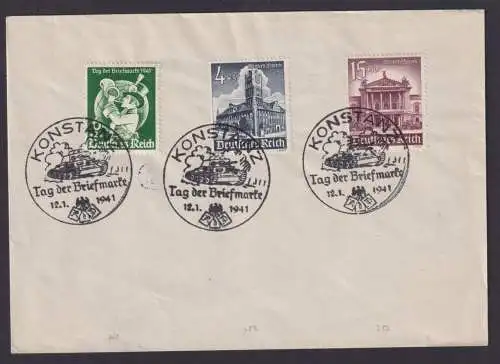 Tag der Briefmarke 1941
Deutsches Reich
4
Deutsches Reich
15
Deutsches Reich
KONSTANZ
Tag der Briefmarke
12.1. 1941
KONSTANZ
Tag der Briefmarke
12.1. 1941
KONSTANZ
Tag der Briefmarke
12.1. 1941